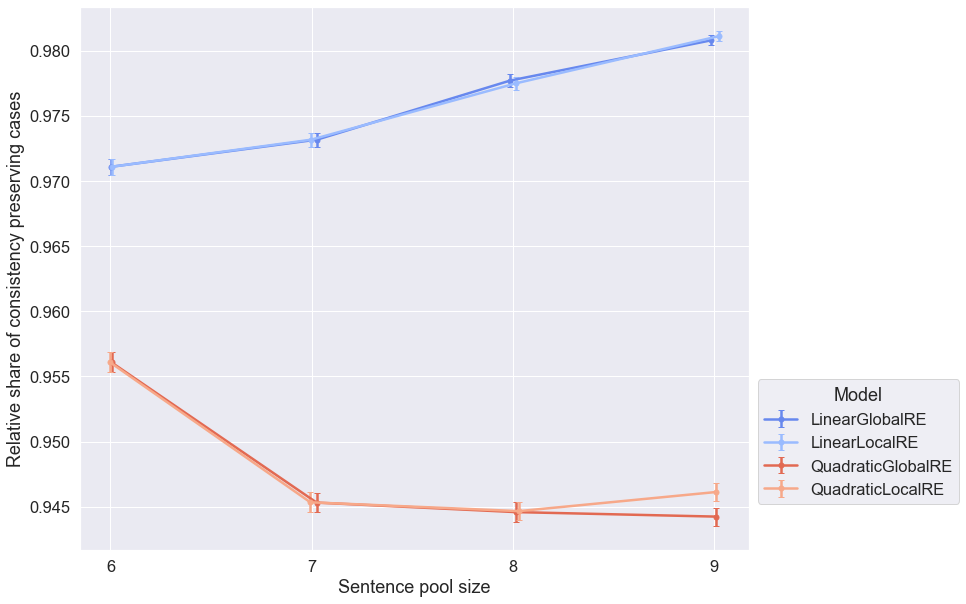 Relative share of consistency preserving cases
0.980
0.975
0.970
0.965
0.960
0.955
0.950
0.945
6 7 8 9
Sentence pool size
Model
LinearGlobalRE
LinearLocalRE
QuadraticGlobalRE
QuadraticLocalRE